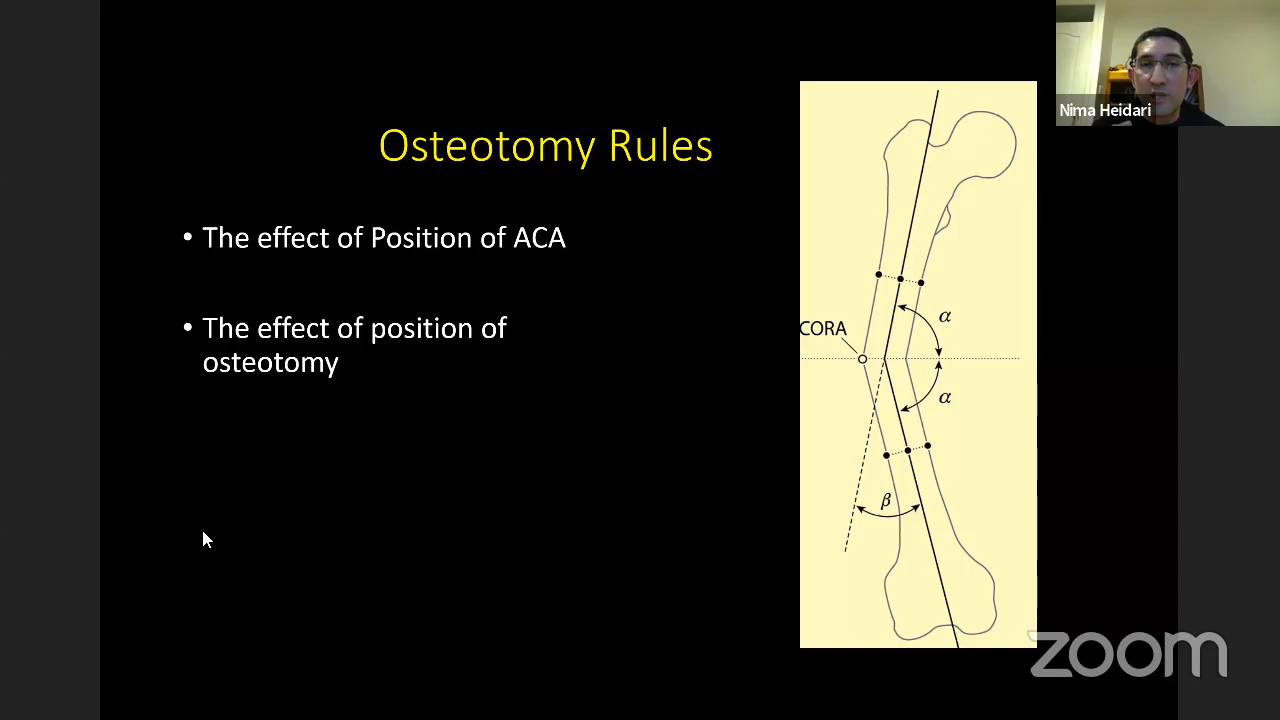 Nima Heidari
Osteotomy Rules
• The effect of Position of ACA
• The effect of position of
osteotomy
CORA
α
α
β
zoom